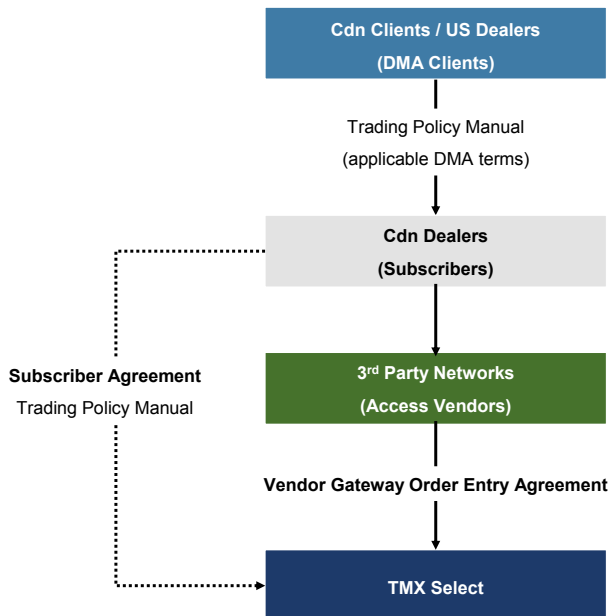 Cdn Clients / US Dealers
(DMA Clients)
Trading Policy Manual
(applicable DMA terms)
Cdn Dealers
(Subscribers)
Subscriber Agreement
Trading Policy Manual
3rd Party Networks
(Access Vendors)
Vendor Gateway Order Entry Agreement
TMX Select